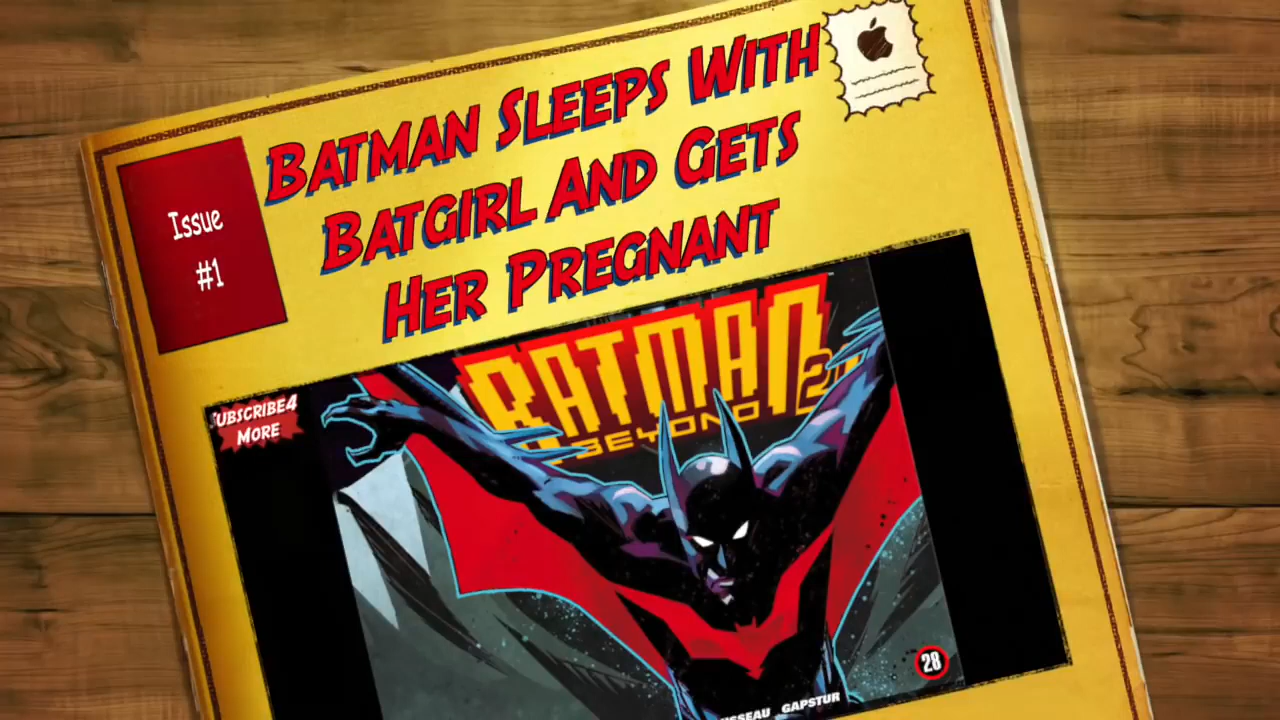 Issue
#1
BATMAN SLEEPS WITH
BATGIRL AND GETS
HER PREGNANT
SUBSCRIBE4
MORE
BATMAN
BEYOND
28
GAPSTUR